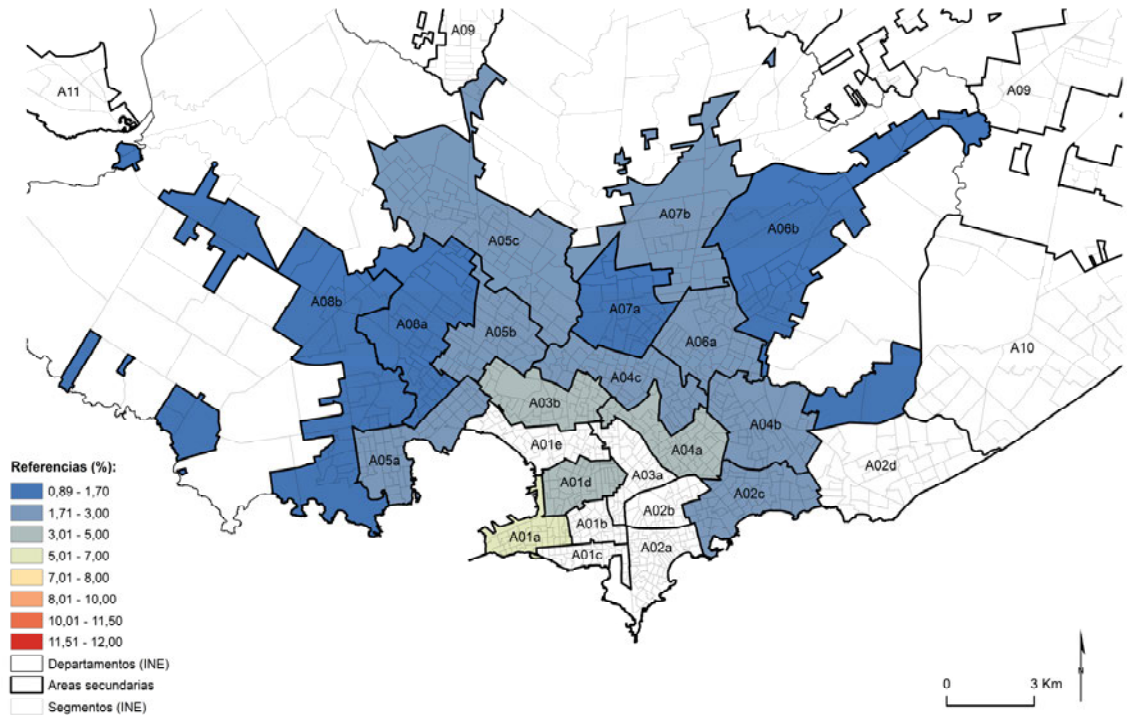 A09
A11
A09
A07b
A06b
A05c
A08b
A07a
A08a
A05b
A06a
A10
A04c
A03b
A04b
A01e
A04a
A05a
A02d
A03a
A01d
A02c
A02b
A01b
A01a
A02a
A01c
Referencias (%):
0,89 - 1,70
1,71 - 3,00
3,01 - 5,00
5,01 - 7,00
7,01 - 8,00
8,01 - 10,00
10,01 - 11,50
11,51 - 12,00
Departamentos (INE)
Areas secundarias
Segmentos (INE)
N
0 3 Km